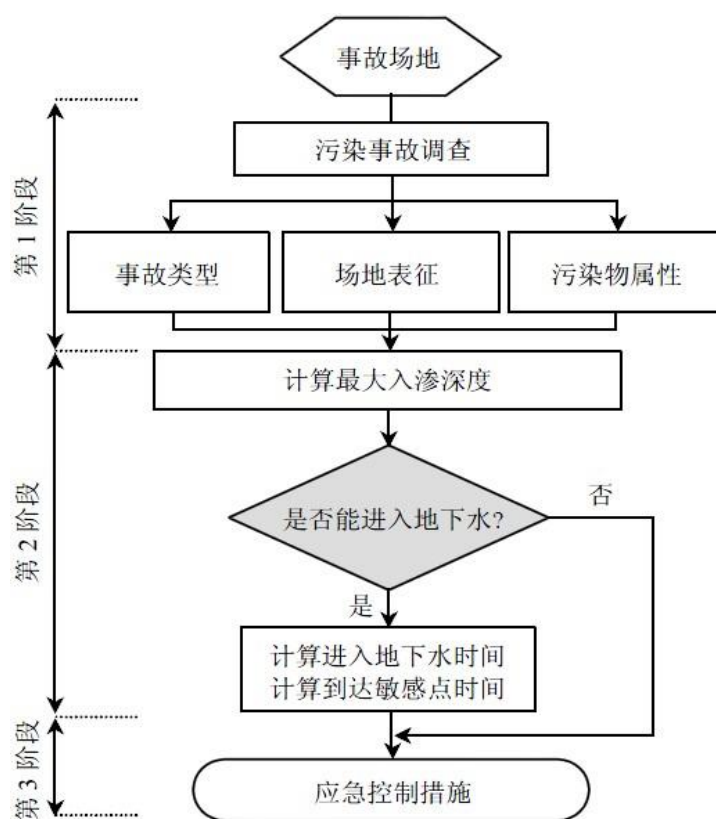 事故场地
第1阶段
污染事故调查
事故类型
场地表征
污染物属性
第2阶段
计算最大入渗深度
是否能进入地下水?
否
是
计算进入地下水时间
计算到达敏感点时间
第3阶段
应急控制措施